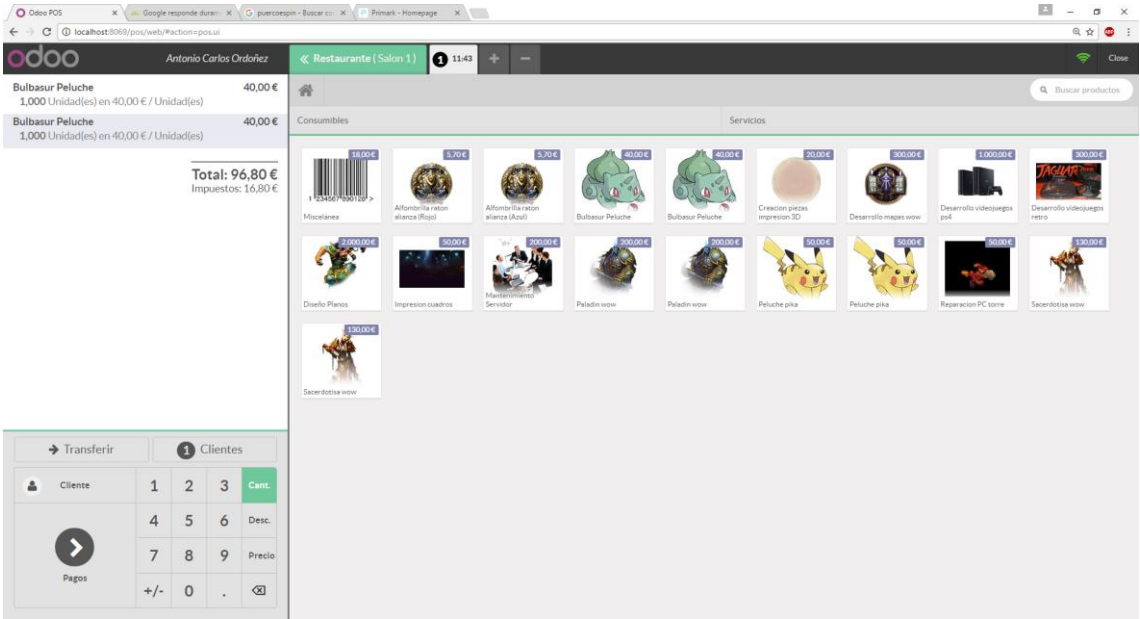 Odoo POS
Google responde duran
puercoespin - Buscar co
Primark - Homepage
localhost:8069/pos/web/#action=pos.ui
odoo
Antonio Carlos Ordoñez
Restaurante ( Salon 1 )
1 11:43
+
−
Close
Bulbasur Peluche 40,00 €
1,000 Unidad(es) en 40,00 € / Unidad(es)
Bulbasur Peluche 40,00 €
1,000 Unidad(es) en 40,00 € / Unidad(es)
Total: 96,80 €
Impuestos: 16,80 €
Buscar productos
Consumibles
Servicios
18,00 €
Miscelánea
5,70 €
Alfombrilla raton
alianza (Rojo)
5,70 €
Alfombrilla raton
alianza (Azul)
40,00 €
Bulbasur Peluche
40,00 €
Bulbasur Peluche
20,00 €
Creacion piezas
impresion 3D
300,00 €
Desarrollo mapas wow
1.000,00 €
Desarrollo videojuegos
ps4
300,00 €
JAGUAR
Desarrollo videojuegos
retro
2.000,00 €
Diseño Planos
50,00 €
Impresion cuadros
200,00 €
Mantenimiento
Servidor
200,00 €
Paladin wow
200,00 €
Paladin wow
50,00 €
Peluche pika
50,00 €
Peluche pika
50,00 €
Reparacion PC torre
130,00 €
Sacerdotisa wow
130,00 €
Sacerdotisa wow
Transferir
1 Clientes
Cliente
1 2 3 Cant.
4 5 6 Desc.
7 8 9 Precio
+/- 0 .
Pagos